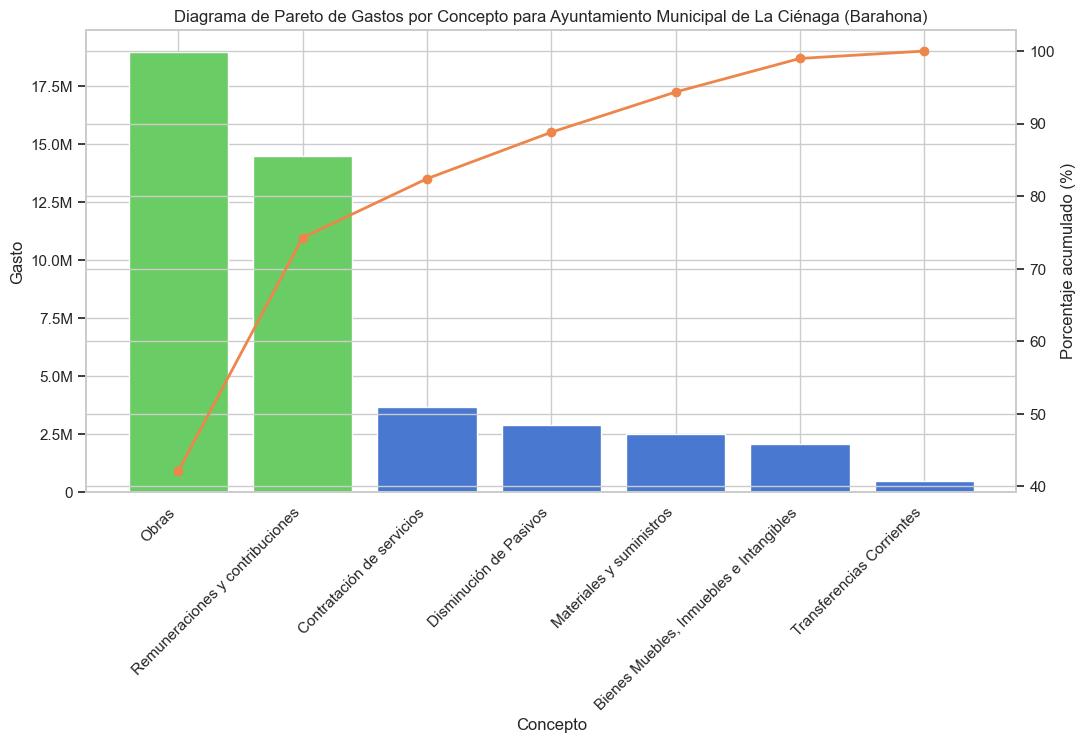 Diagrama de Pareto de Gastos por Concepto para Ayuntamiento Municipal de La Ciénaga (Barahona)
Gasto
17.5M
15.0M
12.5M
10.0M
7.5M
5.0M
2.5M
0
100
90
80
70
60
50
40
Porcentaje acumulado (%)
Obras
Remuneraciones y contribuciones
Contratación de servicios
Disminución de Pasivos
Materiales y suministros
Bienes Muebles, Inmuebles e Intangibles
Transferencias Corrientes
Concepto